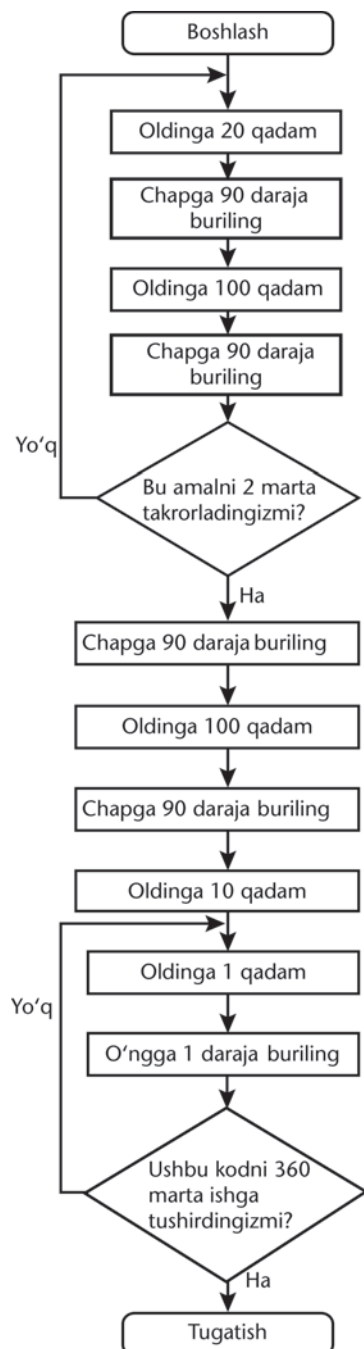 Boshlash
Oldinga 20 qadam
Chapga 90 daraja
buriling
Oldinga 100 qadam
Chapga 90 daraja
buriling
Yo‘q
Bu amalni 2 marta
takrorladingizmi?
Ha
Chapga 90 daraja buriling
Oldinga 100 qadam
Chapga 90 daraja buriling
Oldinga 10 qadam
Oldinga 1 qadam
Yo‘q
O‘ngga 1 daraja buriling
Ushbu kodni 360
marta ishga
tushirdingizmi?
Ha
Tugatish